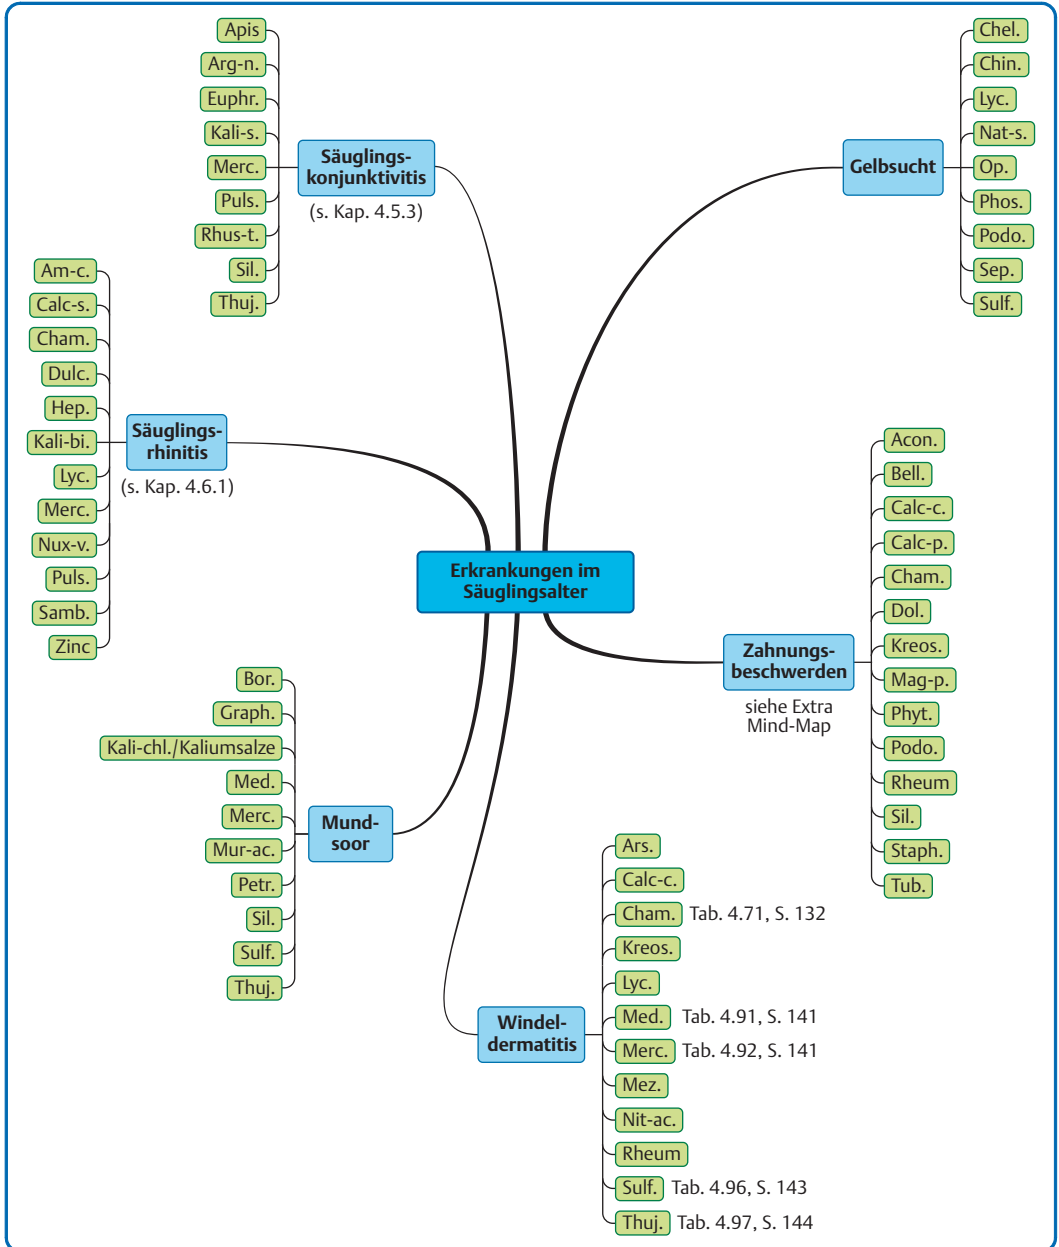 Apis
Arg-n.
Euphr.
Kali-s.
Merc.
Puls.
Rhus-t.
Sil.
Thuj.
Säuglings-
konjunktivitis
(s. Kap. 4.5.3)
Gelbsucht
Chel.
Chin.
Lyc.
Nat-s.
Op.
Phos.
Podo.
Sep.
Sulf.
Am-c.
Calc-s.
Cham.
Dulc.
Hep.
Kali-bi.
Lyc.
Merc.
Nux-v.
Puls.
Samb.
Zinc
Säuglings-
rhinitis
(s. Kap. 4.6.1)
Erkrankungen im
Säuglingsalter
Zahnungs-
beschwerden
siehe Extra
Mind-Map
Acon.
Bell.
Calc-c.
Calc-p.
Cham.
Dol.
Kreos.
Mag-p.
Phyt.
Podo.
Rheum
Sil.
Staph.
Tub.
Bor.
Graph.
Kali-chl./Kaliumsalze
Med.
Merc.
Mur-ac.
Petr.
Sil.
Sulf.
Thuj.
Mund-
soor
Windel-
dermatitis
Ars.
Calc-c.
Cham. Tab. 4.71, S. 132
Kreos.
Lyc.
Med. Tab. 4.91, S. 141
Merc. Tab. 4.92, S. 141
Mez.
Nit-ac.
Rheum
Sulf. Tab. 4.96, S. 143
Thuj. Tab. 4.97, S. 144